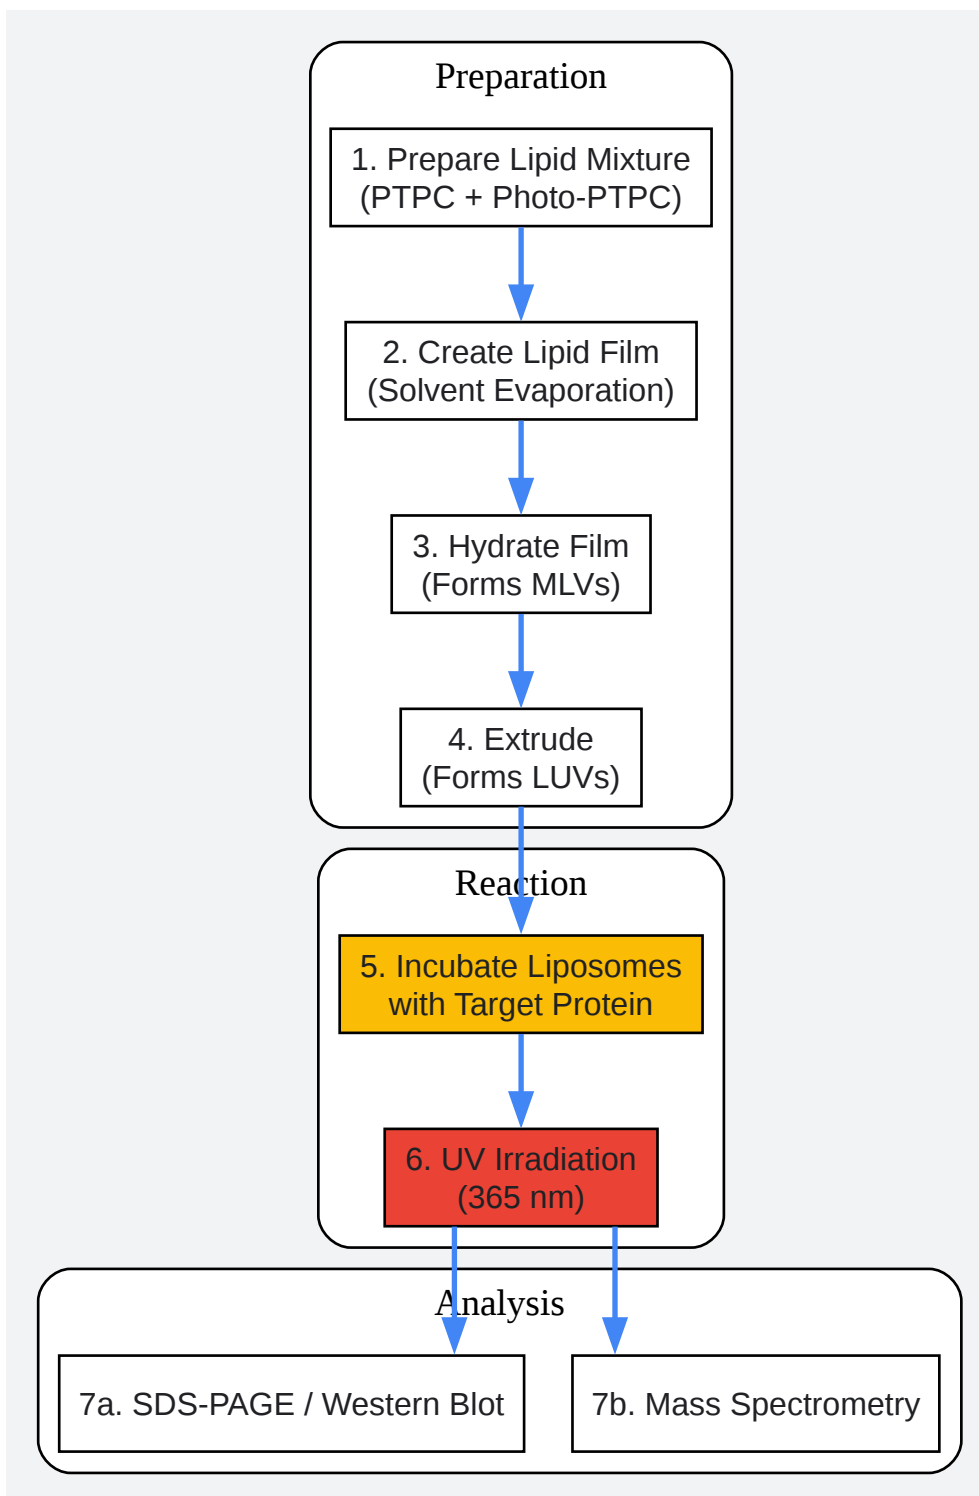 Preparation
1. Prepare Lipid Mixture
(PTPC + Photo-PTPC)
2. Create Lipid Film
(Solvent Evaporation)
3. Hydrate Film
(Forms MLVs)
4. Extrude
(Forms LUVs)
Reaction
5. Incubate Liposomes
with Target Protein
6. UV Irradiation
(365 nm)
Analysis
7a. SDS-PAGE / Western Blot
7b. Mass Spectrometry